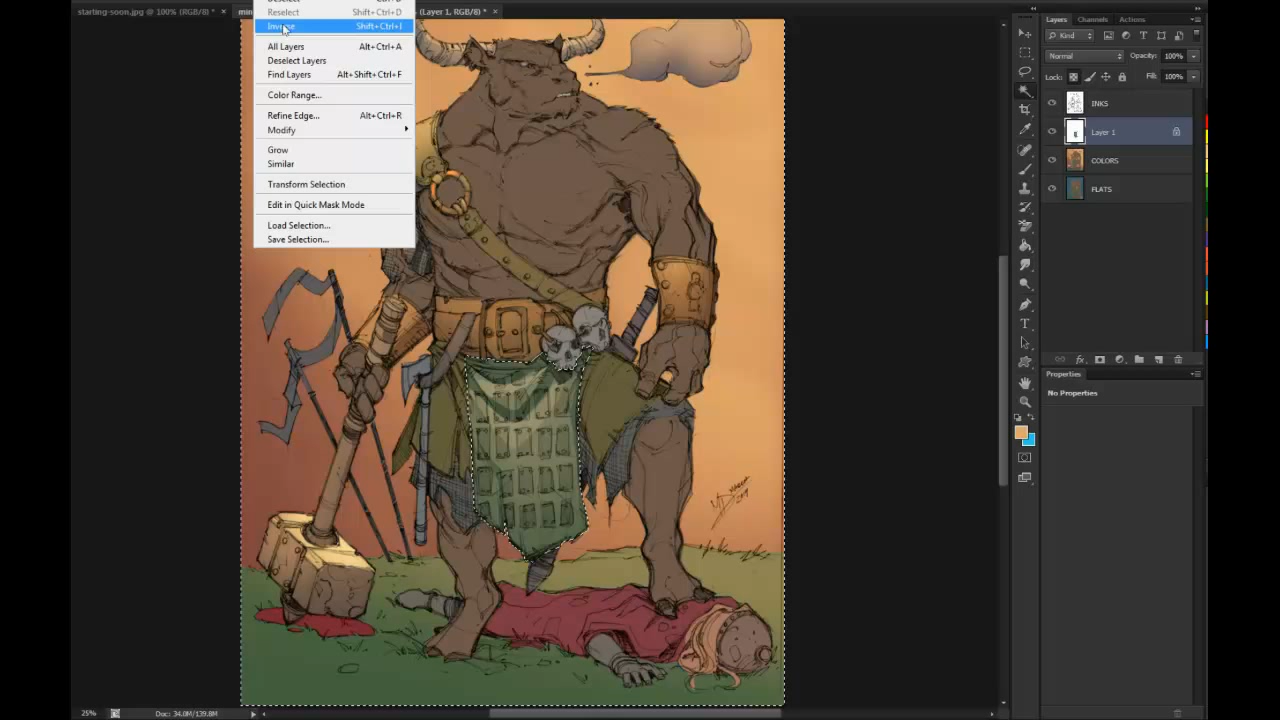 starting-soon.jpg @ 100% (RGB/8) * ×
min
(Layer 1, RGB/8) * ×
Reselect Shift+Ctrl+D
Inverse Shift+Ctrl+I
All Layers Alt+Ctrl+A
Deselect Layers
Find Layers Alt+Shift+Ctrl+F
Color Range...
Refine Edge... Alt+Ctrl+R
Modify
Grow
Similar
Transform Selection
Edit in Quick Mask Mode
Load Selection...
Save Selection...
Layers Channels Actions
Kind
Normal Opacity: 100%
Lock: Fill: 100%
INKS
Layer 1
COLORS
FLATS
Properties
No Properties
25% Doc: 34.0M/139.8M